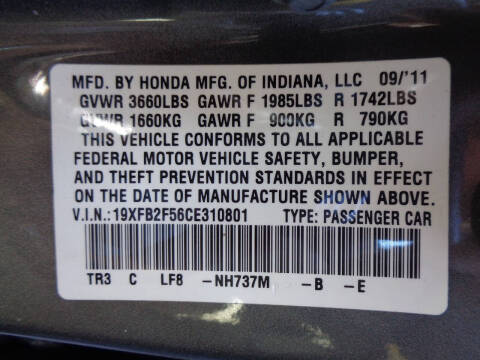 MFD. BY HONDA MFG. OF INDIANA, LLC 09/'11
GVWR 3660LBS GAWR F 1985LBS R 1742LBS
GVWR 1660KG GAWR F 900KG R 790KG
THIS VEHICLE CONFORMS TO ALL APPLICABLE
FEDERAL MOTOR VEHICLE SAFETY, BUMPER,
AND THEFT PREVENTION STANDARDS IN EFFECT
ON THE DATE OF MANUFACTURE SHOWN ABOVE.
V.I.N.: 19XFB2F56CE310801 TYPE: PASSENGER CAR
TR3 C LF8 -NH737M -B -E